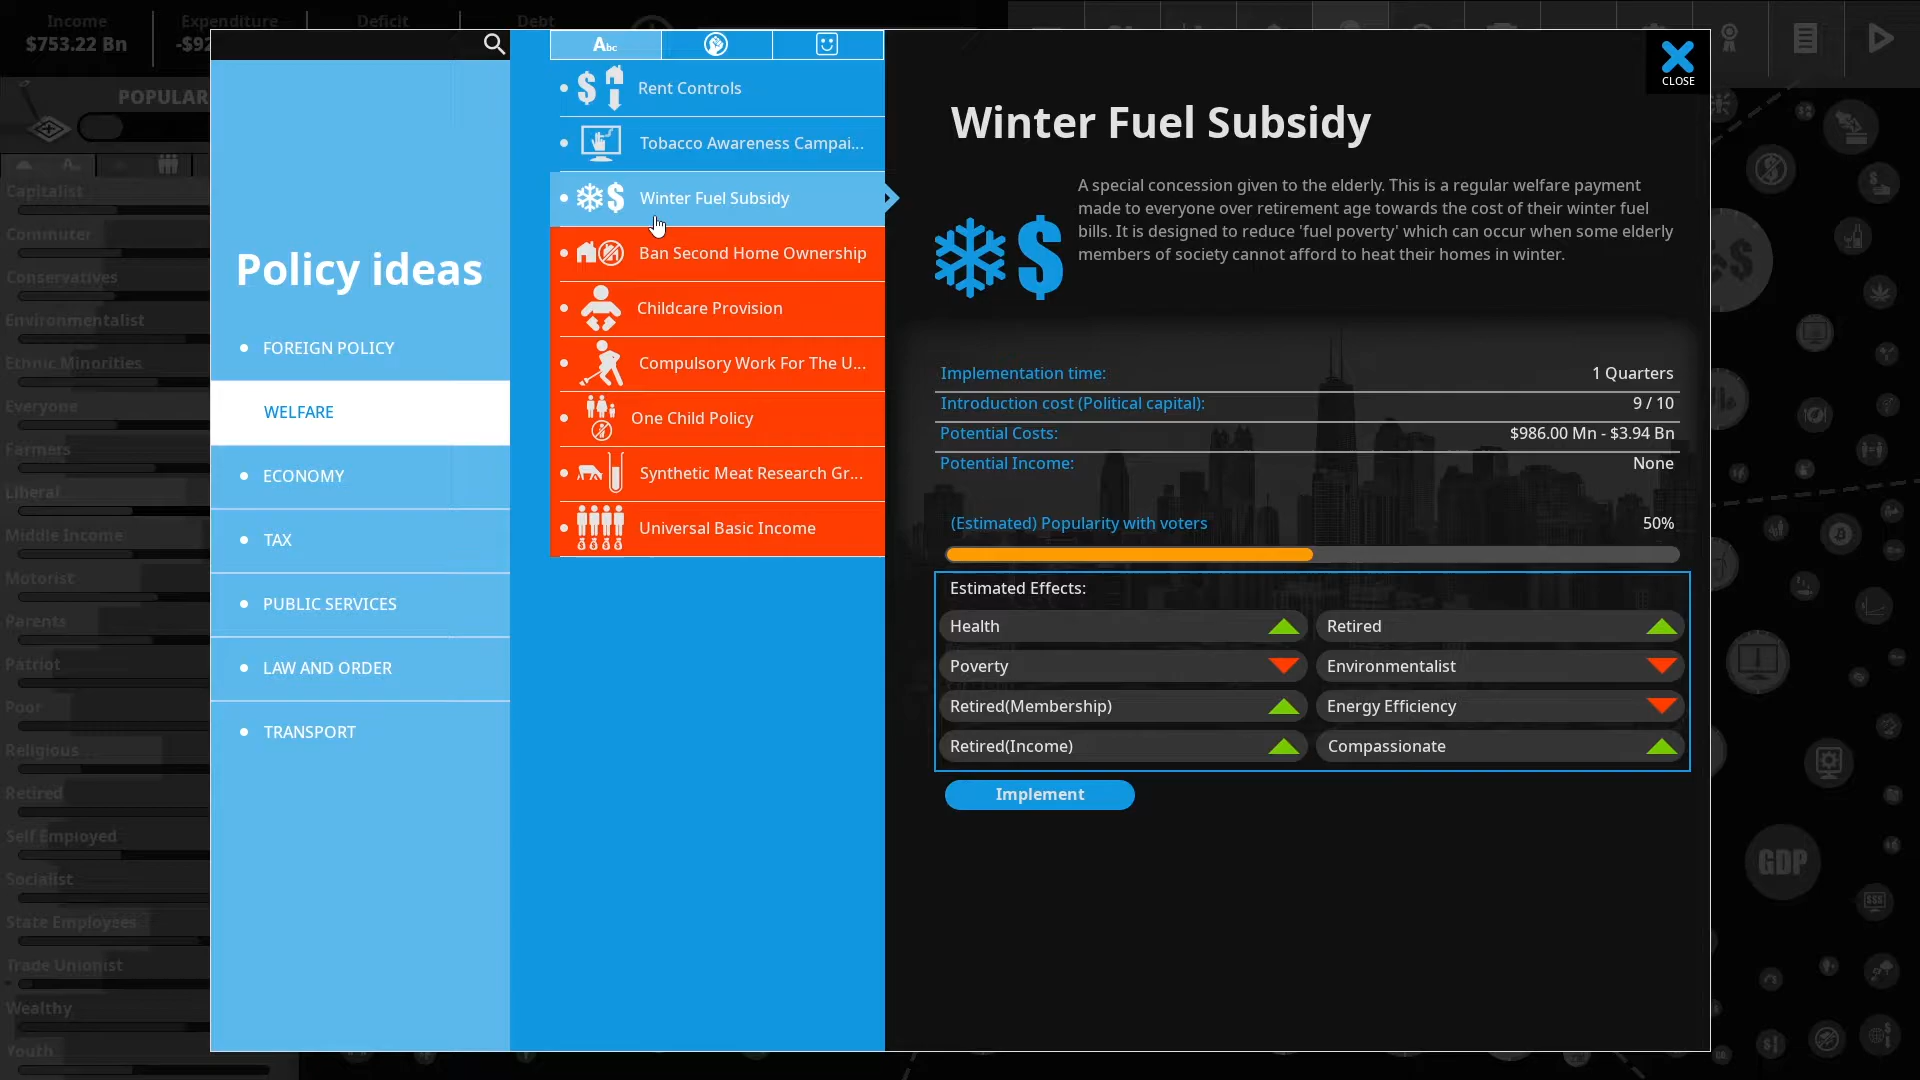 Income
Expenditure
Deficit
Debt
$753.22 Bn
-$92
POPULAR
Capitalist
Commuter
Conservatives
Environmentalist
Ethnic Minorities
Everyone
Farmers
Liberal
Middle Income
Motorist
Parents
Patriot
Poor
Religious
Retired
Self Employed
Socialist
State Employees
Trade Unionist
Wealthy
Youth
Policy ideas
FOREIGN POLICY
WELFARE
ECONOMY
TAX
PUBLIC SERVICES
LAW AND ORDER
TRANSPORT
Abc
Rent Controls
Tobacco Awareness Campai...
Winter Fuel Subsidy
Ban Second Home Ownership
Childcare Provision
Compulsory Work For The U...
One Child Policy
Synthetic Meat Research Gr...
Universal Basic Income
CLOSE
Winter Fuel Subsidy
A special concession given to the elderly. This is a regular welfare payment
made to everyone over retirement age towards the cost of their winter fuel
bills. It is designed to reduce 'fuel poverty' which can occur when some elderly
members of society cannot afford to heat their homes in winter.
Implementation time: 1 Quarters
Introduction cost (Political capital): 9 / 10
Potential Costs: $986.00 Mn - $3.94 Bn
Potential Income: None
(Estimated) Popularity with voters 50%
Estimated Effects:
Health
Retired
Poverty
Environmentalist
Retired(Membership)
Energy Efficiency
Retired(Income)
Compassionate
Implement
GDP